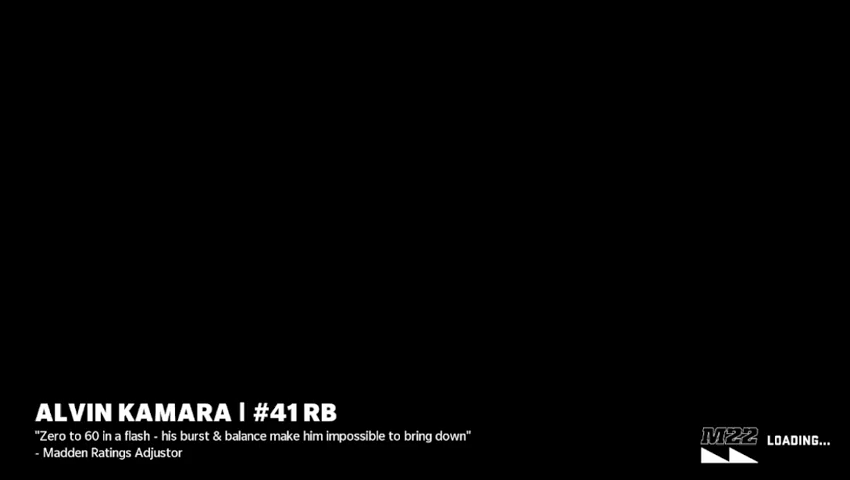 ALVIN KAMARA | #41 RB
"Zero to 60 in a flash - his burst & balance make him impossible to bring down"
- Madden Ratings Adjustor
M22
LOADING...